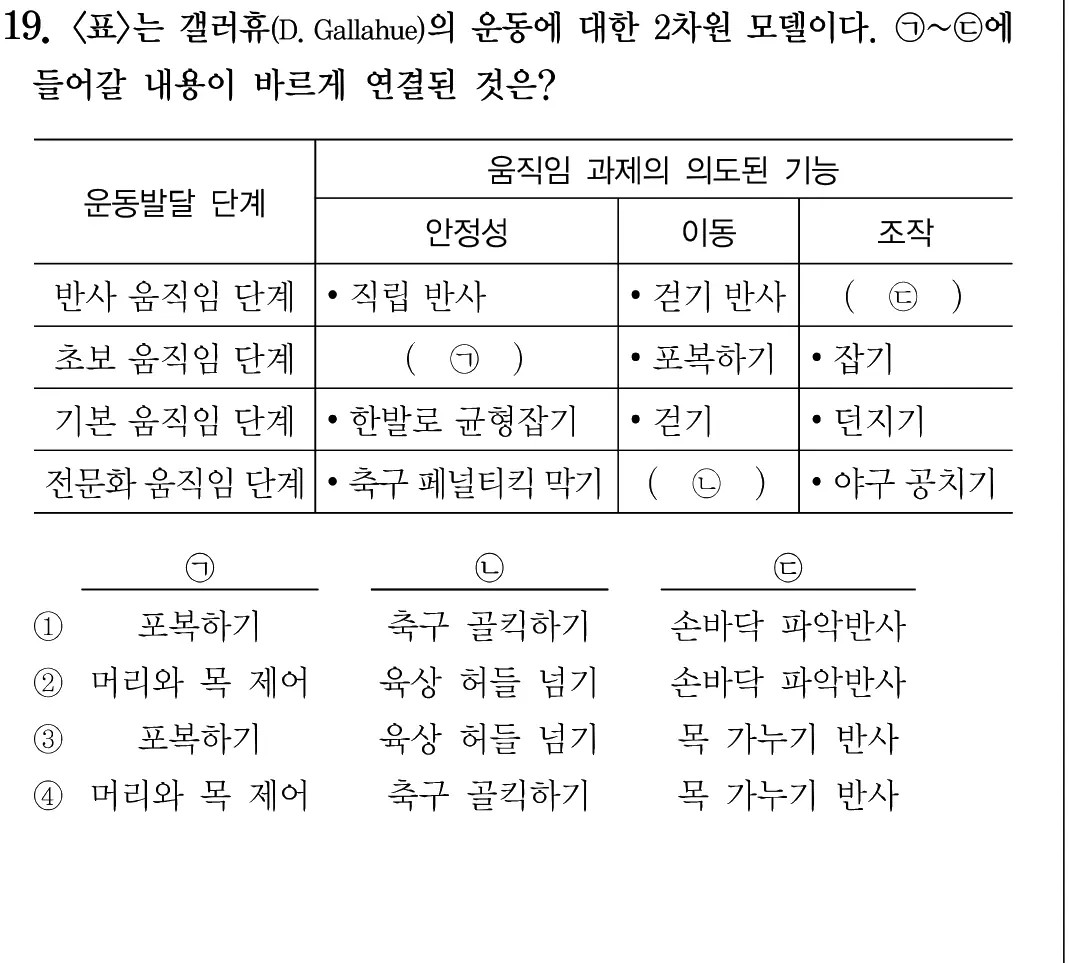 19. 〈표〉는 갤러휴(D. Gallahue)의 운동에 대한 2차원 모델이다. ㉠~㉢에
들어갈 내용이 바르게 연결된 것은?
운동발달 단계 움직임 과제의 의도된 기능
안정성 이동 조작
반사 움직임 단계 • 직립 반사 • 걷기 반사 ( ㉢ )
초보 움직임 단계 ( ㉠ ) • 포복하기 • 잡기
기본 움직임 단계 • 한발로 균형잡기 • 걷기 • 던지기
전문화 움직임 단계 • 축구 페널티킥 막기 ( ㉡ ) • 야구 공치기
㉠ ㉡ ㉢
① 포복하기 축구 골킥하기 손바닥 파악반사
② 머리와 목 제어 육상 허들 넘기 손바닥 파악반사
③ 포복하기 육상 허들 넘기 목 가누기 반사
④ 머리와 목 제어 축구 골킥하기 목 가누기 반사